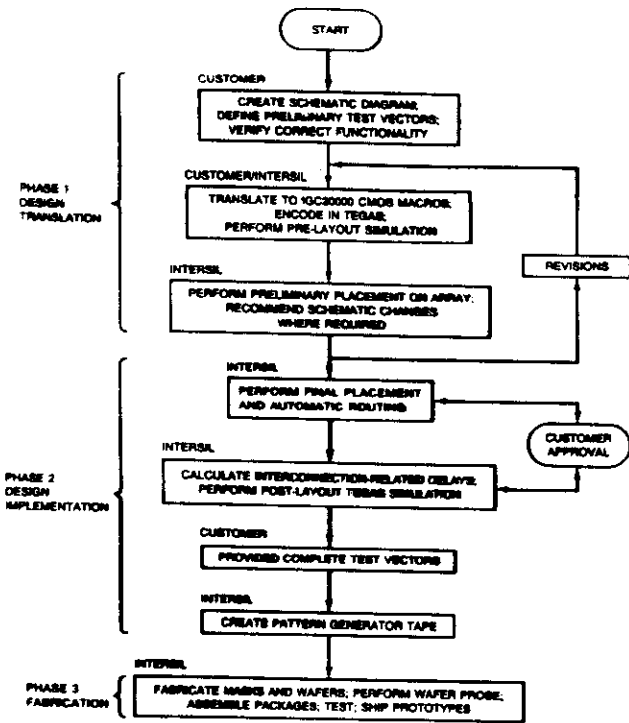 START
CUSTOMER
CREATE SCHEMATIC DIAGRAM;
DEFINE PRELIMINARY TEST VECTORS;
VERIFY CORRECT FUNCTIONALITY
PHASE 1
DESIGN
TRANSLATION
CUSTOMER/INTERSIL
TRANSLATE TO IGC20000 CMOS MACROS;
ENCODE IN TEGAS;
PERFORM PRE-LAYOUT SIMULATION
REVISIONS
INTERSIL
PERFORM PRELIMINARY PLACEMENT ON ARRAY;
RECOMMEND SCHEMATIC CHANGES
WHERE REQUIRED
INTERSIL
PERFORM FINAL PLACEMENT
AND AUTOMATIC ROUTING
CUSTOMER
APPROVAL
PHASE 2
DESIGN
IMPLEMENTATION
INTERSIL
CALCULATE INTERCONNECTION-RELATED DELAYS;
PERFORM POST-LAYOUT TEGAS SIMULATION
CUSTOMER
PROVIDED COMPLETE TEST VECTORS
INTERSIL
CREATE PATTERN GENERATOR TAPE
INTERSIL
PHASE 3
FABRICATION
FABRICATE MASKS AND WAFERS; PERFORM WAFER PROBE;
ASSEMBLE PACKAGES; TEST; SHIP PROTOTYPES